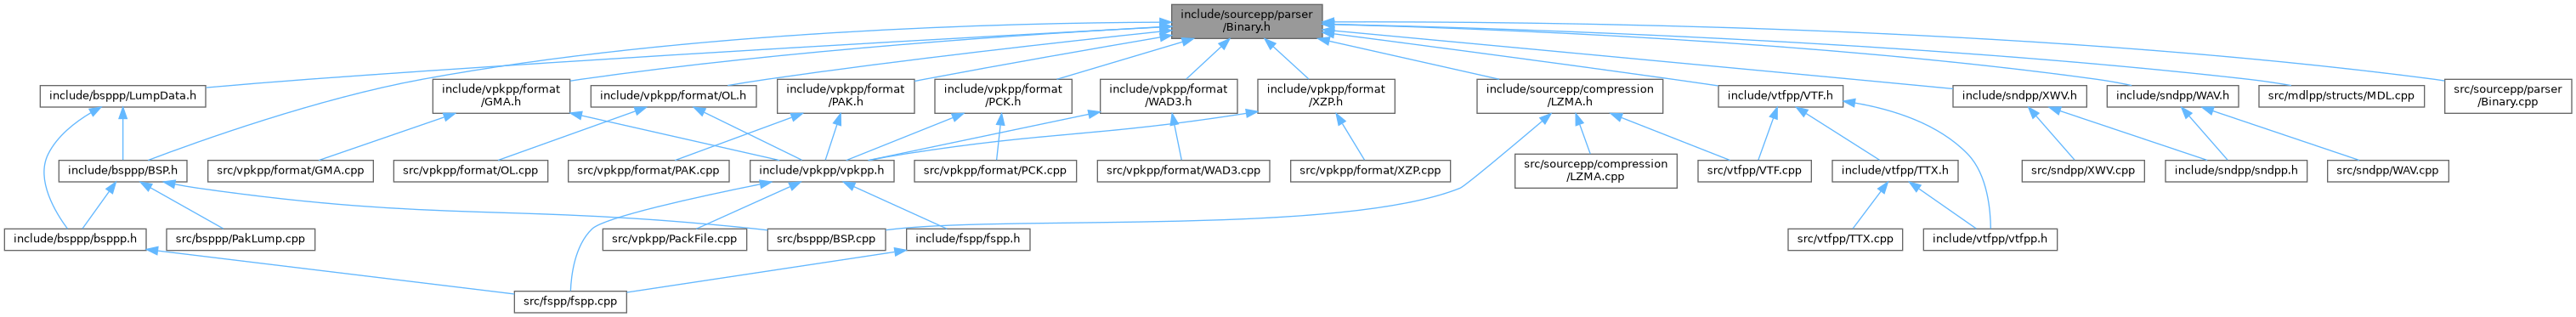 include/sourcepp/parser
/Binary.h
include/bsppp/LumpData.h
include/vpkpp/format
/GMA.h
include/vpkpp/format/OL.h
include/vpkpp/format
/PAK.h
include/vpkpp/format
/PCK.h
include/vpkpp/format
/WAD3.h
include/vpkpp/format
/XZP.h
include/sourcepp/compression
/LZMA.h
include/vtfpp/VTF.h
include/sndpp/XWV.h
include/sndpp/WAV.h
src/mdlpp/structs/MDL.cpp
src/sourcepp/parser
/Binary.cpp
include/bsppp/BSP.h
src/vpkpp/format/GMA.cpp
src/vpkpp/format/OL.cpp
src/vpkpp/format/PAK.cpp
include/vpkpp/vpkpp.h
src/vpkpp/format/PCK.cpp
src/vpkpp/format/WAD3.cpp
src/vpkpp/format/XZP.cpp
src/sourcepp/compression
/LZMA.cpp
src/vtfpp/VTF.cpp
include/vtfpp/TTX.h
src/sndpp/XWV.cpp
include/sndpp/sndpp.h
src/sndpp/WAV.cpp
include/bsppp/bsppp.h
src/bsppp/PakLump.cpp
src/vpkpp/PackFile.cpp
src/bsppp/BSP.cpp
include/fspp/fspp.h
src/vtfpp/TTX.cpp
include/vtfpp/vtfpp.h
src/fspp/fspp.cpp